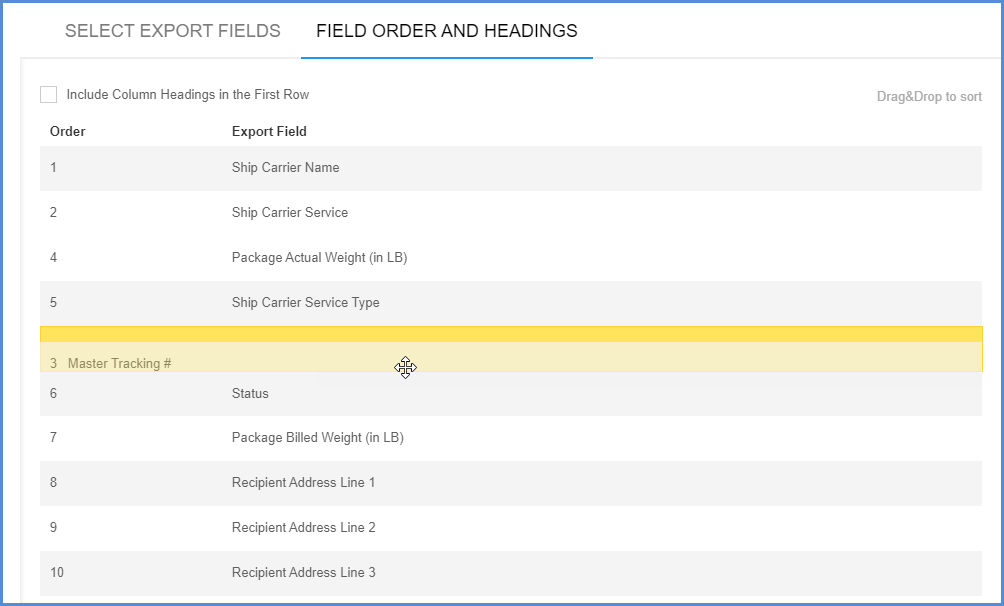 SELECT EXPORT FIELDS FIELD ORDER AND HEADINGS
Include Column Headings in the First Row Drag&Drop to sort
Order Export Field
1 Ship Carrier Name
2 Ship Carrier Service
4 Package Actual Weight (in LB)
5 Ship Carrier Service Type
3 Master Tracking #
6 Status
7 Package Billed Weight (in LB)
8 Recipient Address Line 1
9 Recipient Address Line 2
10 Recipient Address Line 3